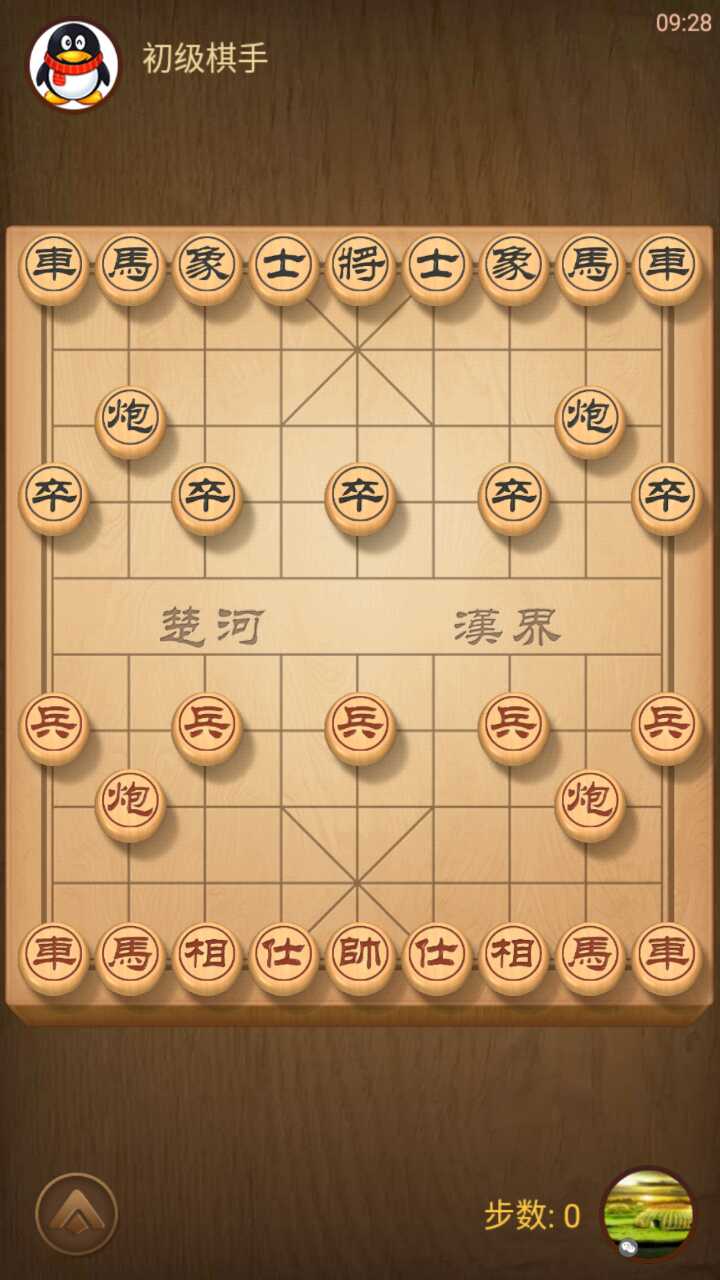 09:28
初级棋手
車馬象士將士象馬車
炮 炮
卒 卒 卒 卒 卒
楚河 漢界
兵 兵 兵 兵 兵
炮 炮
車馬相仕帥仕相馬車
步数: 0